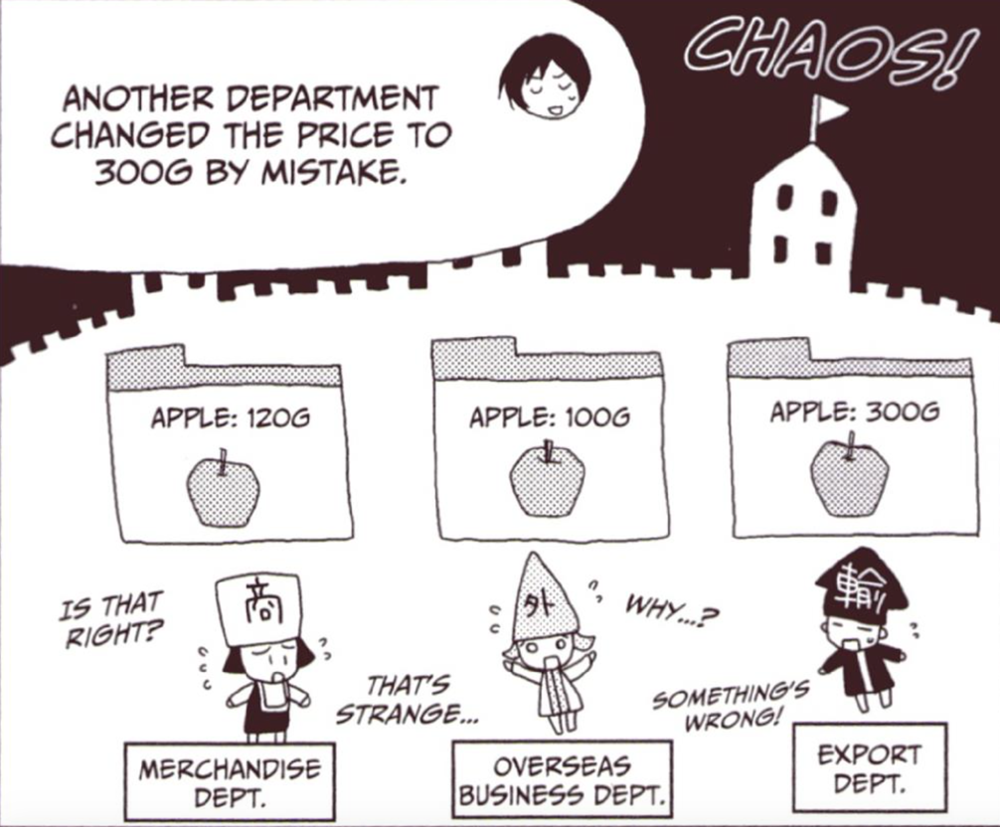 CHAOS!
ANOTHER DEPARTMENT
CHANGED THE PRICE TO
300G BY MISTAKE.
APPLE: 120G
APPLE: 100G
APPLE: 300G
IS THAT
RIGHT?
商
THAT'S
STRANGE...
外
WHY...?
SOMETHING'S
WRONG!
輸
MERCHANDISE
DEPT.
OVERSEAS
BUSINESS DEPT.
EXPORT
DEPT.